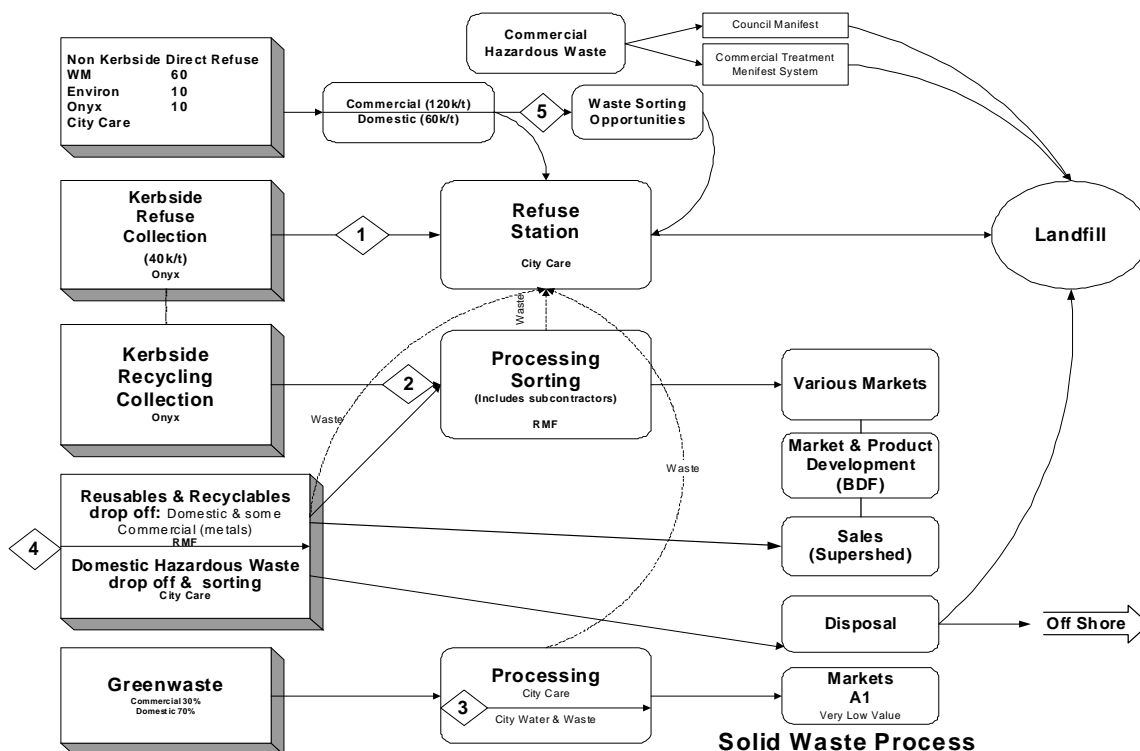 Non Kerbside Direct Refuse
WM 60
Environ 10
Onyx 10
City Care
Commercial (120k/t)
Domestic (60k/t)
5
Waste Sorting
Opportunities
Commercial
Hazardous Waste
Council Manifest
Commercial Treatment
Menifest System
Kerbside
Refuse
Collection
(40k/t)
Onyx
1
Refuse
Station
City Care
Landfill
Kerbside
Recycling
Collection
Onyx
2
Waste
Processing
Sorting
(Includes subcontractors)
RMF
Various Markets
Waste
Waste
Market & Product
Development
(BDF)
Reusables & Recyclables
drop off: Domestic & some
Commercial (metals)
RMF
4
Domestic Hazardous Waste
drop off & sorting
City Care
Sales
(Supershed)
Disposal
Off Shore
Greenwaste
Commercial 30%
Domestic 70%
Processing
City Care
3
City Water & Waste
Markets
A1
Very Low Value
Solid Waste Process